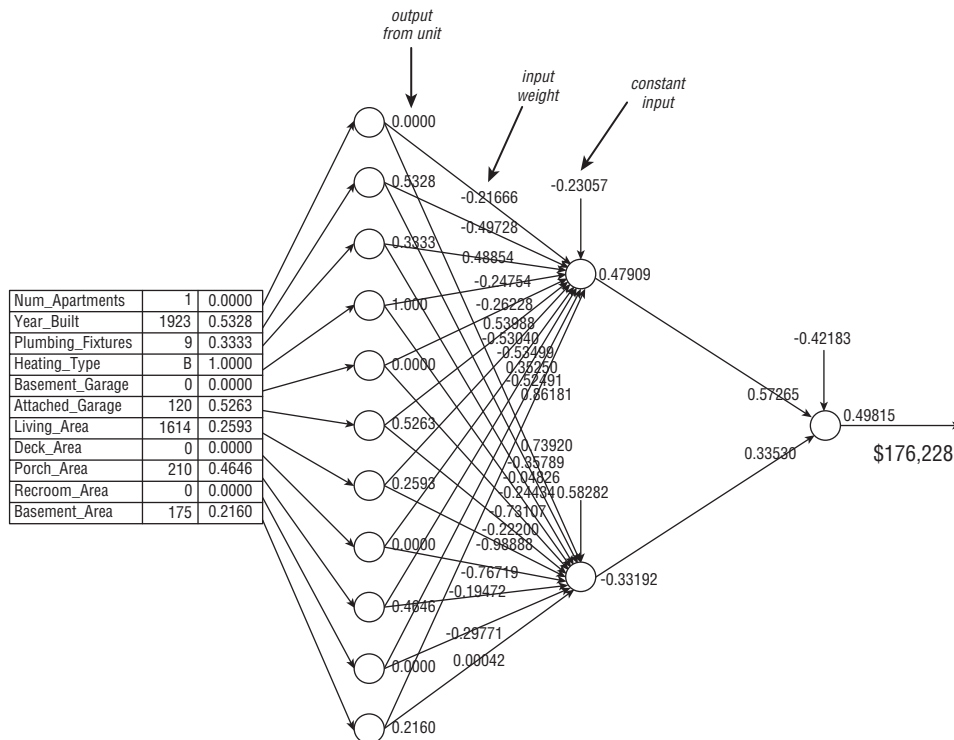 output
from unit
input
weight
constant
input
0.0000
0.5328
0.3333
1.000
0.0000
0.5263
0.2593
0.0000
0.4646
0.0000
0.2160
-0.21666
-0.49728
0.48854
-0.24754
-0.26228
0.53988
-0.53040
-0.53499
0.35250
-0.52491
0.86181
0.73920
-0.35789
-0.04826
-0.24434
0.58282
-0.73107
-0.22200
-0.98888
-0.76719
-0.19472
-0.29771
0.00042
-0.23057
0.47909
-0.33192
-0.42183
0.57265
0.33530
0.49815
$176,228
Num_Apartments 1 0.0000
Year_Built 1923 0.5328
Plumbing_Fixtures 9 0.3333
Heating_Type B 1.0000
Basement_Garage 0 0.0000
Attached_Garage 120 0.5263
Living_Area 1614 0.2593
Deck_Area 0 0.0000
Porch_Area 210 0.4646
Recroom_Area 0 0.0000
Basement_Area 175 0.2160